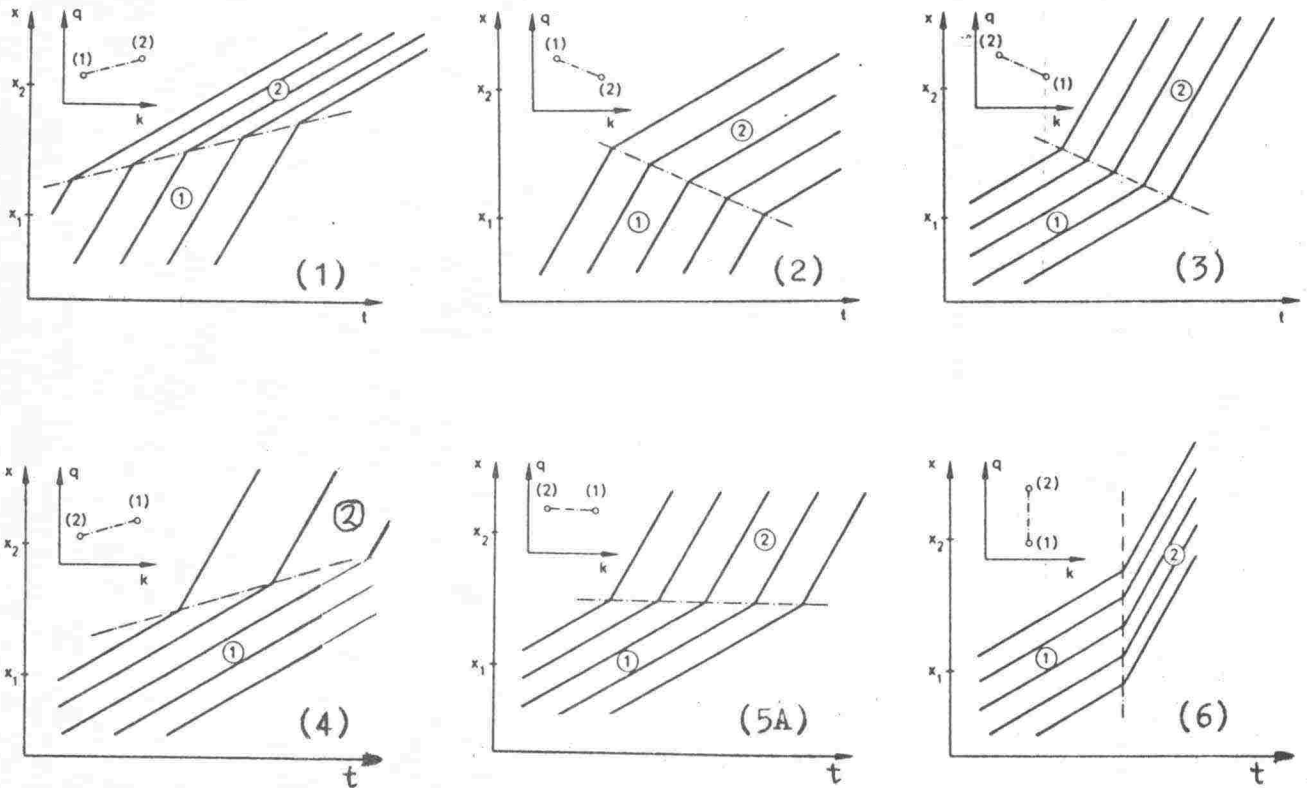 x q
(1) (2)
x2
k
②
①
x1
(1)
t
x q
(1)
(2)
x2
k
②
①
x1
(2)
t
x q
(2)
(1)
x2
k
②
①
x1
(3)
t
x q
(1)
(2)
②
x2
k
①
x1
(4)
t
x q
(2) (1)
x2
②
k
①
x1
(5A)
t
x q
(2)
x2
(1)
②
k
①
x1
(6)
t